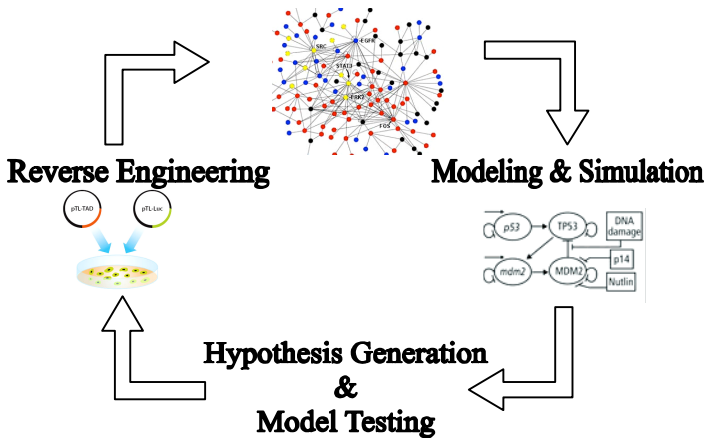 SRC
EGFR
STAT3
ERK2
FOS
Reverse Engineering
Modeling & Simulation
pTL-TAD
pTL-Luc
p53
TP53
DNA
damage
p14
mdm2
MDM2
Nutlin
Hypothesis Generation
&
Model Testing